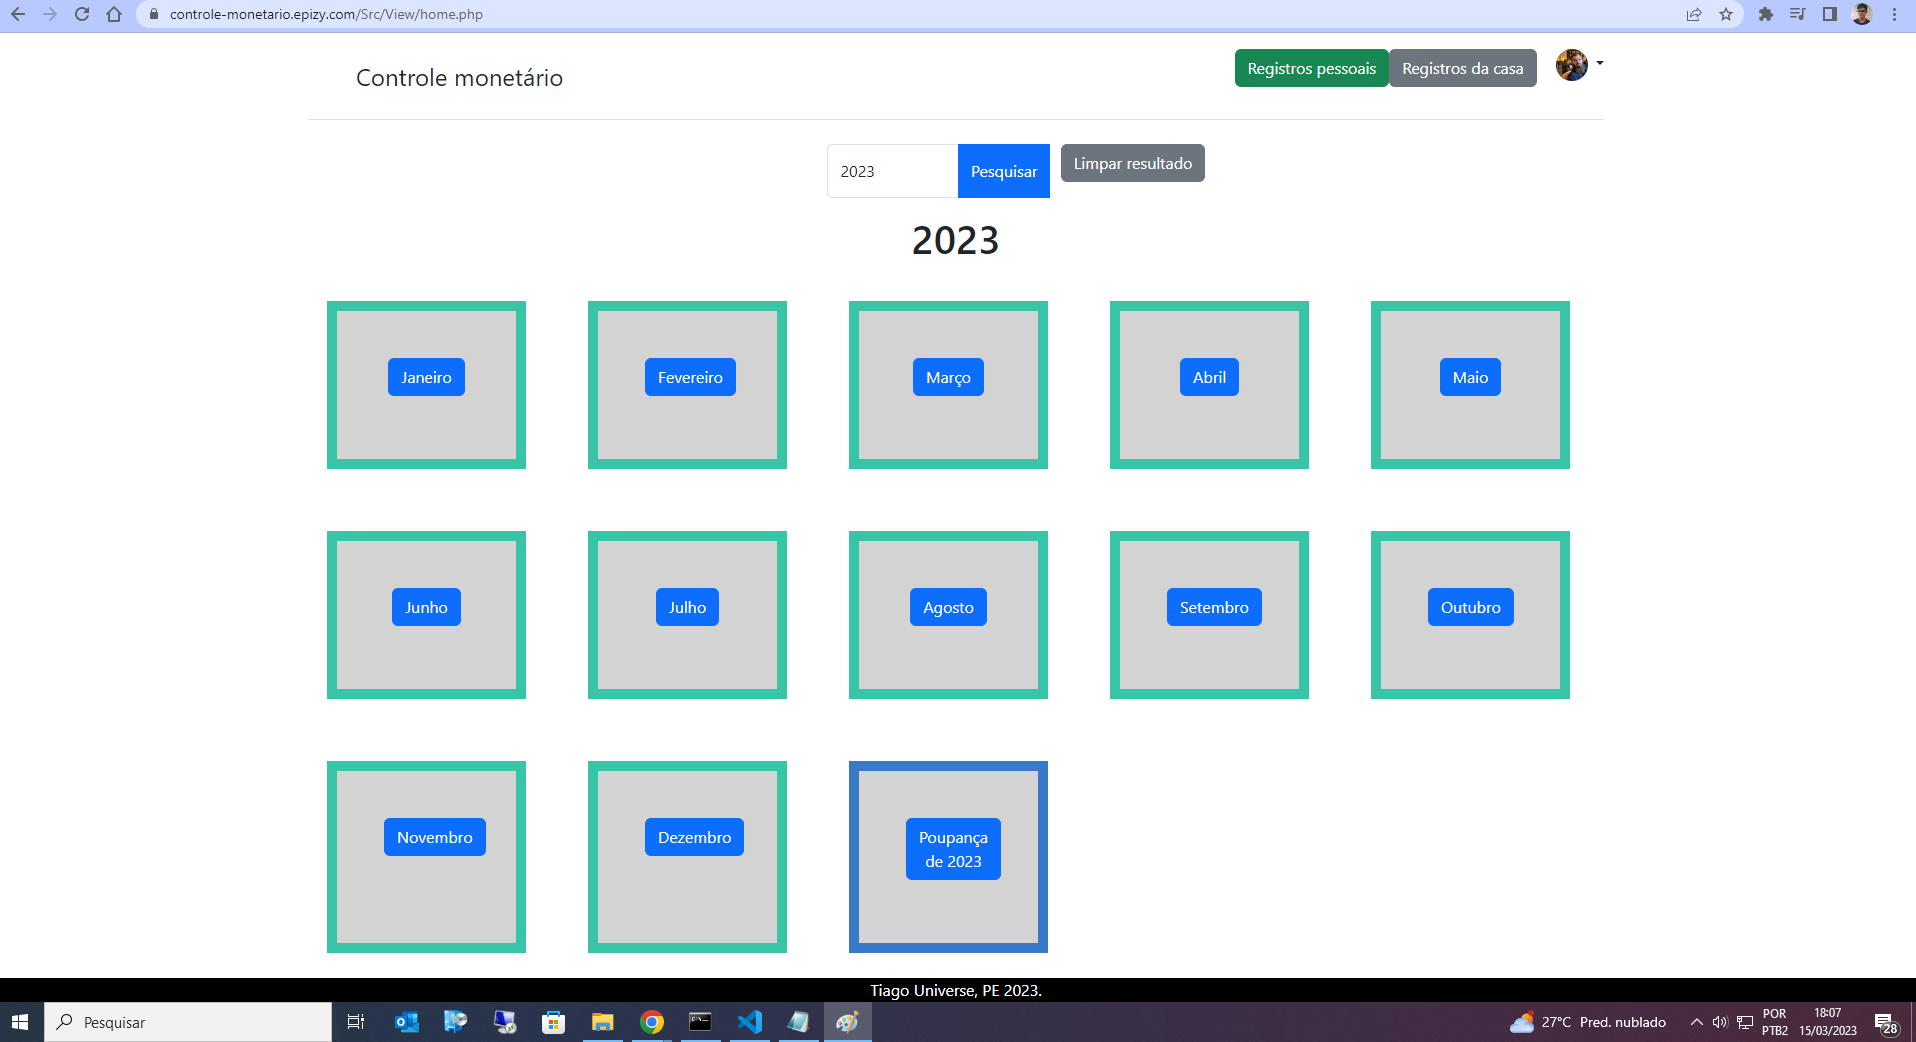 controle-monetario.epizy.com/Src/View/home.php
Controle monetário
Registros pessoais
Registros da casa
2023
Pesquisar
Limpar resultado
2023
Janeiro
Fevereiro
Março
Abril
Maio
Junho
Julho
Agosto
Setembro
Outubro
Novembro
Dezembro
Poupança
de 2023
Tiago Universe, PE 2023.
Pesquisar
27°C Pred. nublado
POR
PTB2
18:07
15/03/2023
28